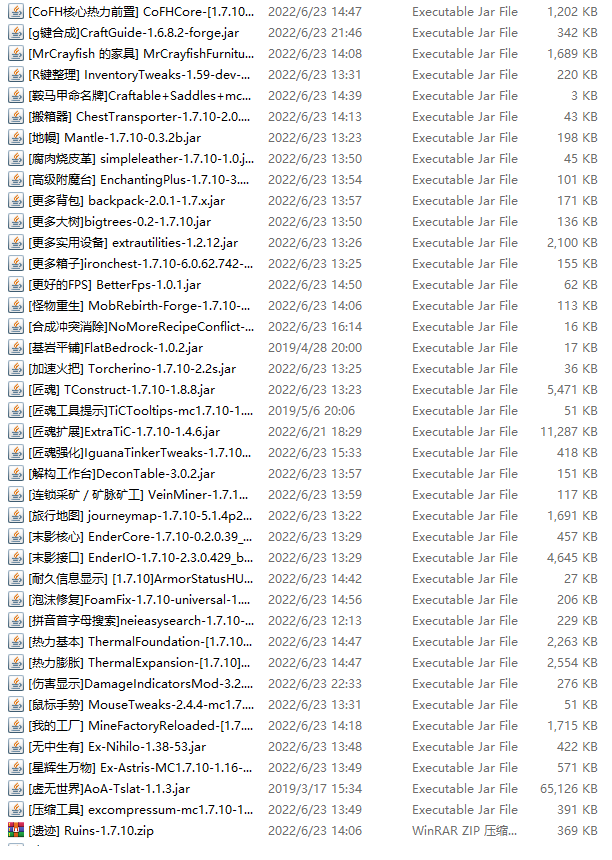 [CoFH核心热力前置] CoFHCore-[1.7.10... 2022/6/23 14:47 Executable Jar File 1,202 KB
[g键合成]CraftGuide-1.6.8.2-forge.jar 2022/6/23 21:46 Executable Jar File 342 KB
[MrCrayfish 的家具] MrCrayfishFurnitu... 2022/6/23 14:08 Executable Jar File 1,689 KB
[R键整理] InventoryTweaks-1.59-dev-... 2022/6/23 13:31 Executable Jar File 220 KB
[鞍马甲命名牌]Craftable+Saddles+mc... 2022/6/23 14:39 Executable Jar File 3 KB
[搬箱器] ChestTransporter-1.7.10-2.0.... 2022/6/23 14:13 Executable Jar File 43 KB
[地幔] Mantle-1.7.10-0.3.2b.jar 2022/6/23 13:23 Executable Jar File 198 KB
[腐肉烧皮革] simpleleather-1.7.10-1.0.j... 2022/6/23 13:50 Executable Jar File 45 KB
[高级附魔台] EnchantingPlus-1.7.10-3.... 2022/6/23 13:54 Executable Jar File 101 KB
[更多背包] backpack-2.0.1-1.7.x.jar 2022/6/23 13:57 Executable Jar File 171 KB
[更多大树]bigtrees-0.2-1.7.10.jar 2022/6/23 13:50 Executable Jar File 136 KB
[更多实用设备] extrautilities-1.2.12.jar 2022/6/23 13:26 Executable Jar File 2,100 KB
[更多箱子]ironchest-1.7.10-6.0.62.742-... 2022/6/23 13:25 Executable Jar File 155 KB
[更好的FPS] BetterFps-1.0.1.jar 2022/6/23 14:50 Executable Jar File 62 KB
[怪物重生] MobRebirth-Forge-1.7.10-... 2022/6/23 14:06 Executable Jar File 113 KB
[合成冲突消除]NoMoreRecipeConflict-... 2022/6/23 16:14 Executable Jar File 16 KB
[基岩平铺]FlatBedrock-1.0.2.jar 2019/4/28 20:00 Executable Jar File 17 KB
[加速火把] Torcherino-1.7.10-2.2s.jar 2022/6/23 13:25 Executable Jar File 36 KB
[匠魂] TConstruct-1.7.10-1.8.8.jar 2022/6/23 13:23 Executable Jar File 5,471 KB
[匠魂工具提示]TiCTooltips-mc1.7.10-1.... 2019/5/6 20:06 Executable Jar File 51 KB
[匠魂扩展]ExtraTiC-1.7.10-1.4.6.jar 2022/6/21 18:29 Executable Jar File 11,287 KB
[匠魂强化]IguanaTinkerTweaks-1.7.10... 2022/6/23 15:33 Executable Jar File 418 KB
[解构工作台]DeconTable-3.0.2.jar 2022/6/23 13:57 Executable Jar File 151 KB
[连锁采矿 / 矿脉矿工] VeinMiner-1.7.1... 2022/6/23 13:59 Executable Jar File 117 KB
[旅行地图] journeymap-1.7.10-5.1.4p2... 2022/6/23 13:22 Executable Jar File 1,691 KB
[末影核心] EnderCore-1.7.10-0.2.0.39_... 2022/6/23 13:29 Executable Jar File 457 KB
[末影接口] EnderIO-1.7.10-2.3.0.429_b... 2022/6/23 13:29 Executable Jar File 4,645 KB
[耐久信息显示] [1.7.10]ArmorStatusHU... 2022/6/23 14:42 Executable Jar File 27 KB
[泡沫修复]FoamFix-1.7.10-universal-1.... 2022/6/23 14:56 Executable Jar File 206 KB
[拼音首字母搜索]neieasysearch-1.7.10-... 2022/6/23 12:13 Executable Jar File 229 KB
[热力基本] ThermalFoundation-[1.7.10... 2022/6/23 14:47 Executable Jar File 2,263 KB
[热力膨胀] ThermalExpansion-[1.7.10]... 2022/6/23 14:47 Executable Jar File 2,554 KB
[伤害显示]DamageIndicatorsMod-3.2.... 2022/6/23 22:33 Executable Jar File 276 KB
[鼠标手势] MouseTweaks-2.4.4-mc1.7.... 2022/6/23 13:31 Executable Jar File 51 KB
[我的工厂] MineFactoryReloaded-[1.7.... 2022/6/23 14:18 Executable Jar File 1,715 KB
[无中生有] Ex-Nihilo-1.38-53.jar 2022/6/23 13:48 Executable Jar File 422 KB
[星辉生万物] Ex-Astris-MC1.7.10-1.16-... 2022/6/23 13:49 Executable Jar File 571 KB
[虚无世界]AoA-Tslat-1.1.3.jar 2019/3/17 15:34 Executable Jar File 65,126 KB
[压缩工具] excompressum-mc1.7.10-1... 2022/6/23 13:49 Executable Jar File 391 KB
[遗迹] Ruins-1.7.10.zip 2022/6/23 14:06 WinRAR ZIP 压缩... 369 KB